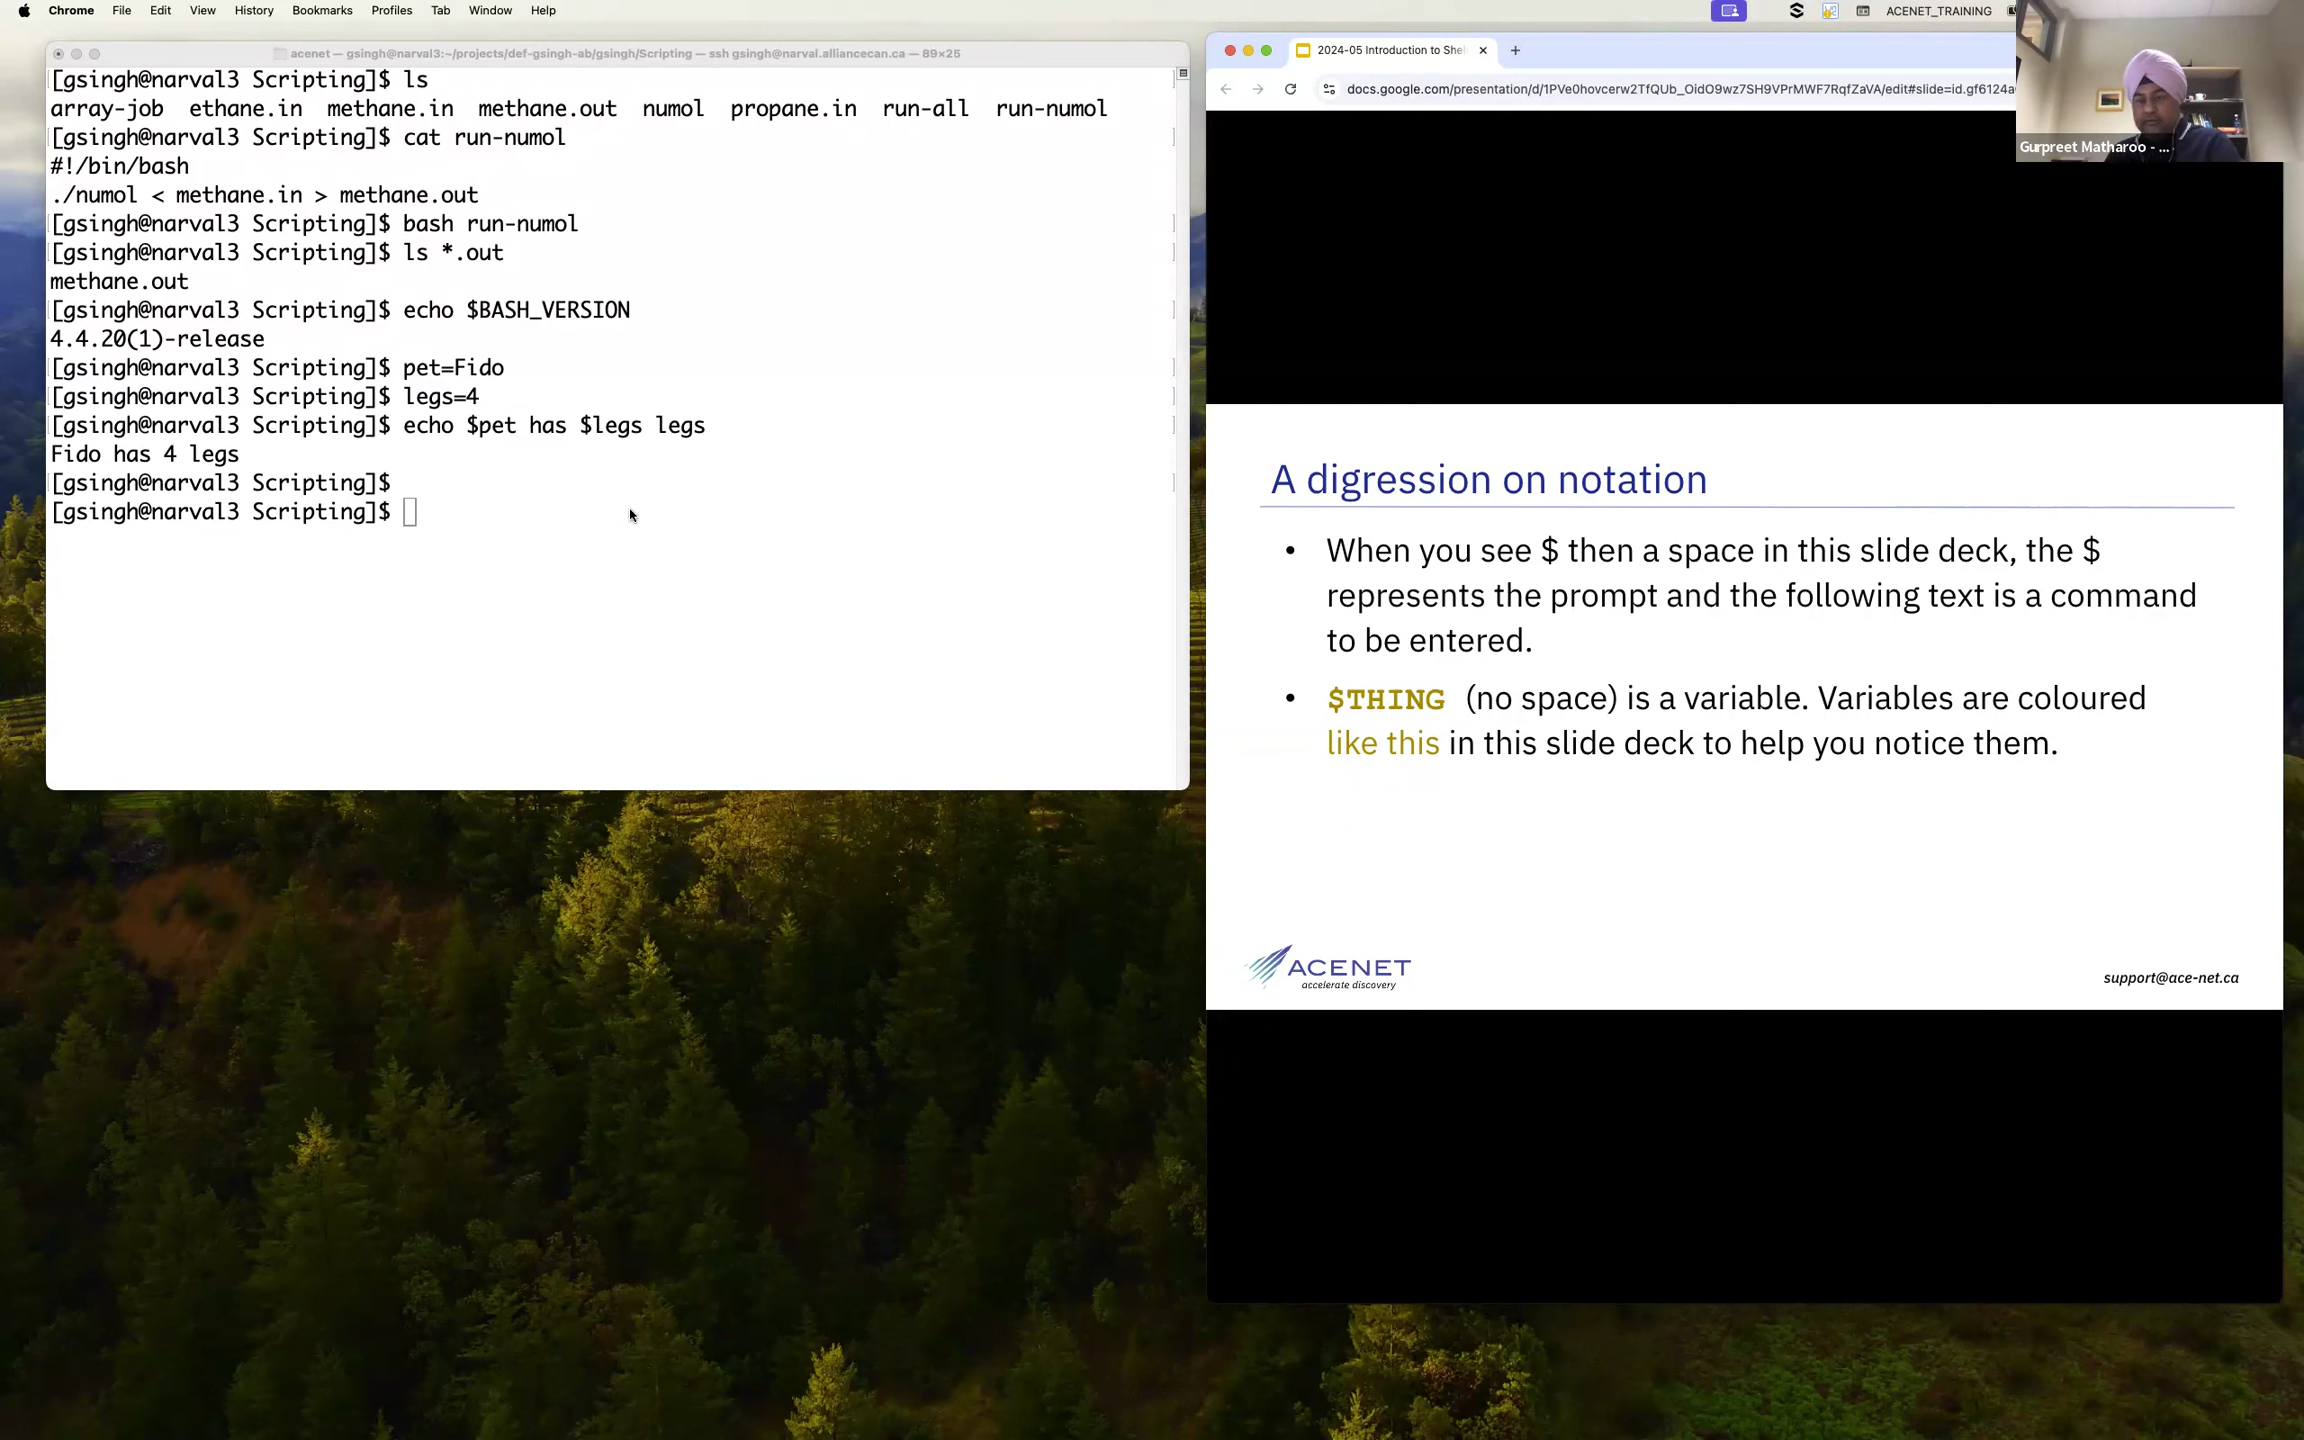 Chrome File Edit View History Bookmarks Profiles Tab Window Help
ACENET_TRAINING
acenet — gsingh@narval3:~/projects/def-gsingh-ab/gsingh/Scripting — ssh gsingh@narval.alliancecan.ca — 89×25
[gsingh@narval3 Scripting]$ ls
array-job ethane.in methane.in methane.out numol propane.in run-all run-numol
[gsingh@narval3 Scripting]$ cat run-numol
#!/bin/bash
./numol < methane.in > methane.out
[gsingh@narval3 Scripting]$ bash run-numol
[gsingh@narval3 Scripting]$ ls *.out
methane.out
[gsingh@narval3 Scripting]$ echo $BASH_VERSION
4.4.20(1)-release
[gsingh@narval3 Scripting]$ pet=Fido
[gsingh@narval3 Scripting]$ legs=4
[gsingh@narval3 Scripting]$ echo $pet has $legs legs
Fido has 4 legs
[gsingh@narval3 Scripting]$
[gsingh@narval3 Scripting]$
2024-05 Introduction to Shel
docs.google.com/presentation/d/1PVe0hovcerw2TfQUb_OidO9wz7SH9VPrMWF7RqfZaVA/edit#slide=id.gf6124a
Gurpreet Matharoo - ...
A digression on notation
• When you see $ then a space in this slide deck, the $
represents the prompt and the following text is a command
to be entered.
• $THING (no space) is a variable. Variables are coloured
like this in this slide deck to help you notice them.
ACENET
accelerate discovery
support@ace-net.ca